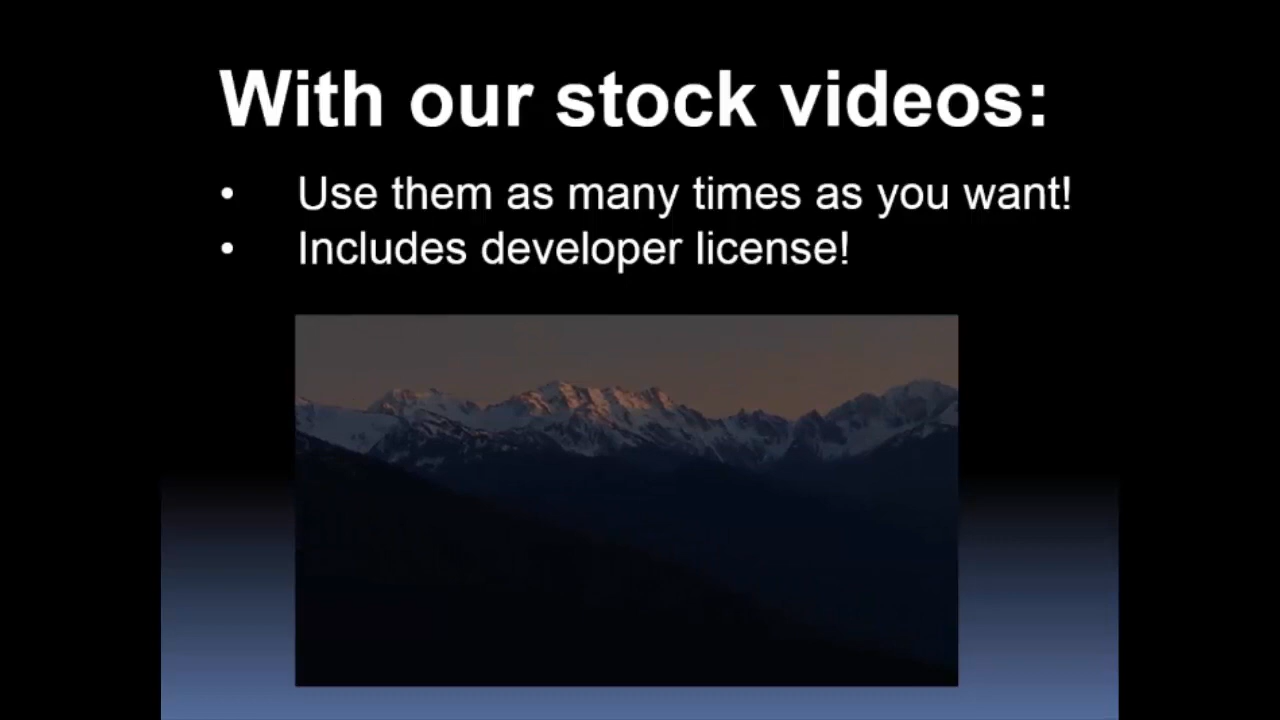 With our stock videos:
• Use them as many times as you want!
• Includes developer license!